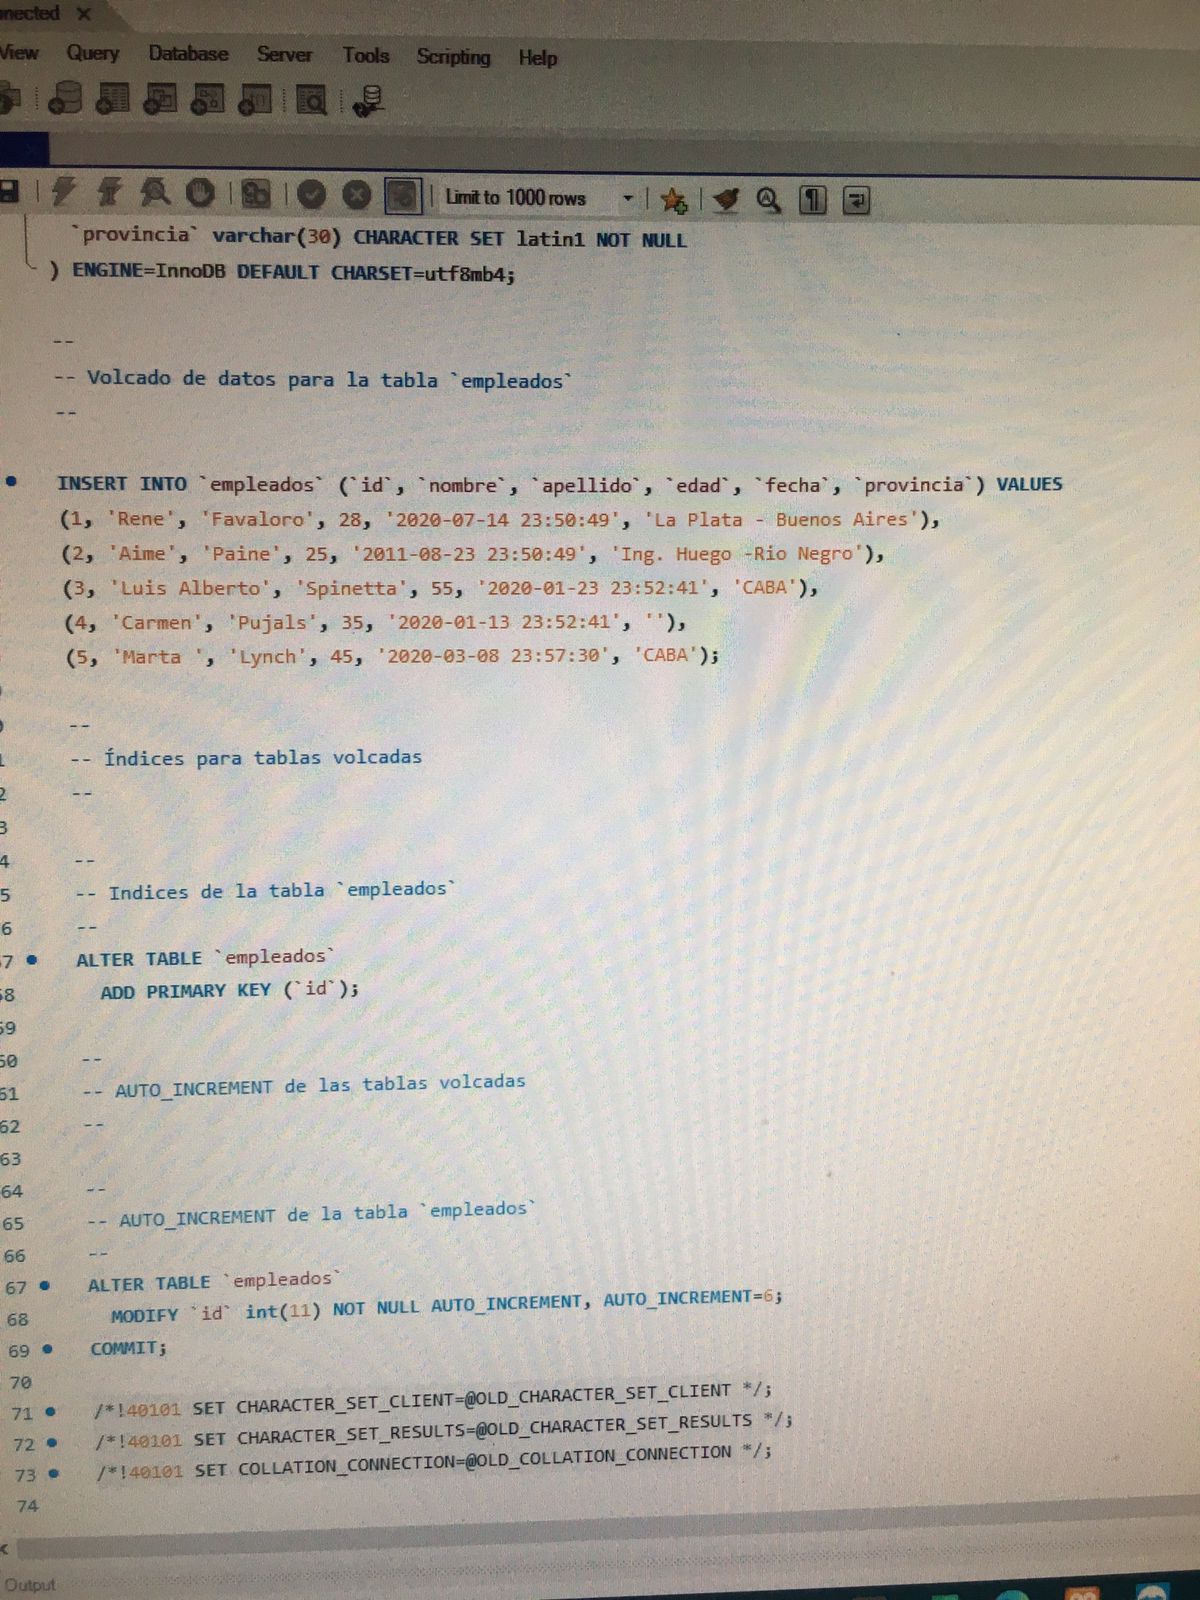 nected ×
View Query Database Server Tools Scripting Help
Limit to 1000 rows
`provincia` varchar(30) CHARACTER SET latin1 NOT NULL
) ENGINE=InnoDB DEFAULT CHARSET=utf8mb4;
--
-- Volcado de datos para la tabla `empleados`
--
INSERT INTO `empleados` (`id`, `nombre`, `apellido`, `edad`, `fecha`, `provincia`) VALUES
(1, 'Rene', 'Favaloro', 28, '2020-07-14 23:50:49', 'La Plata - Buenos Aires'),
(2, 'Aime', 'Paine', 25, '2011-08-23 23:50:49', 'Ing. Huego -Rio Negro'),
(3, 'Luis Alberto', 'Spinetta', 55, '2020-01-23 23:52:41', 'CABA'),
(4, 'Carmen', 'Pujals', 35, '2020-01-13 23:52:41', ''),
(5, 'Marta ', 'Lynch', 45, '2020-03-08 23:57:30', 'CABA');
--
-- Índices para tablas volcadas
2 --
3
4 --
5 -- Indices de la tabla `empleados`
6 --
57 ALTER TABLE `empleados`
58 ADD PRIMARY KEY (`id`);
59
60 --
61 -- AUTO_INCREMENT de las tablas volcadas
62 --
63
64 --
65 -- AUTO_INCREMENT de la tabla `empleados`
66 --
67 ALTER TABLE `empleados`
68 MODIFY `id` int(11) NOT NULL AUTO_INCREMENT, AUTO_INCREMENT=6;
69 COMMIT;
70
71 /*!40101 SET CHARACTER_SET_CLIENT=@OLD_CHARACTER_SET_CLIENT */;
72 /*!40101 SET CHARACTER_SET_RESULTS=@OLD_CHARACTER_SET_RESULTS */;
73 /*!40101 SET COLLATION_CONNECTION=@OLD_COLLATION_CONNECTION */;
74
Output